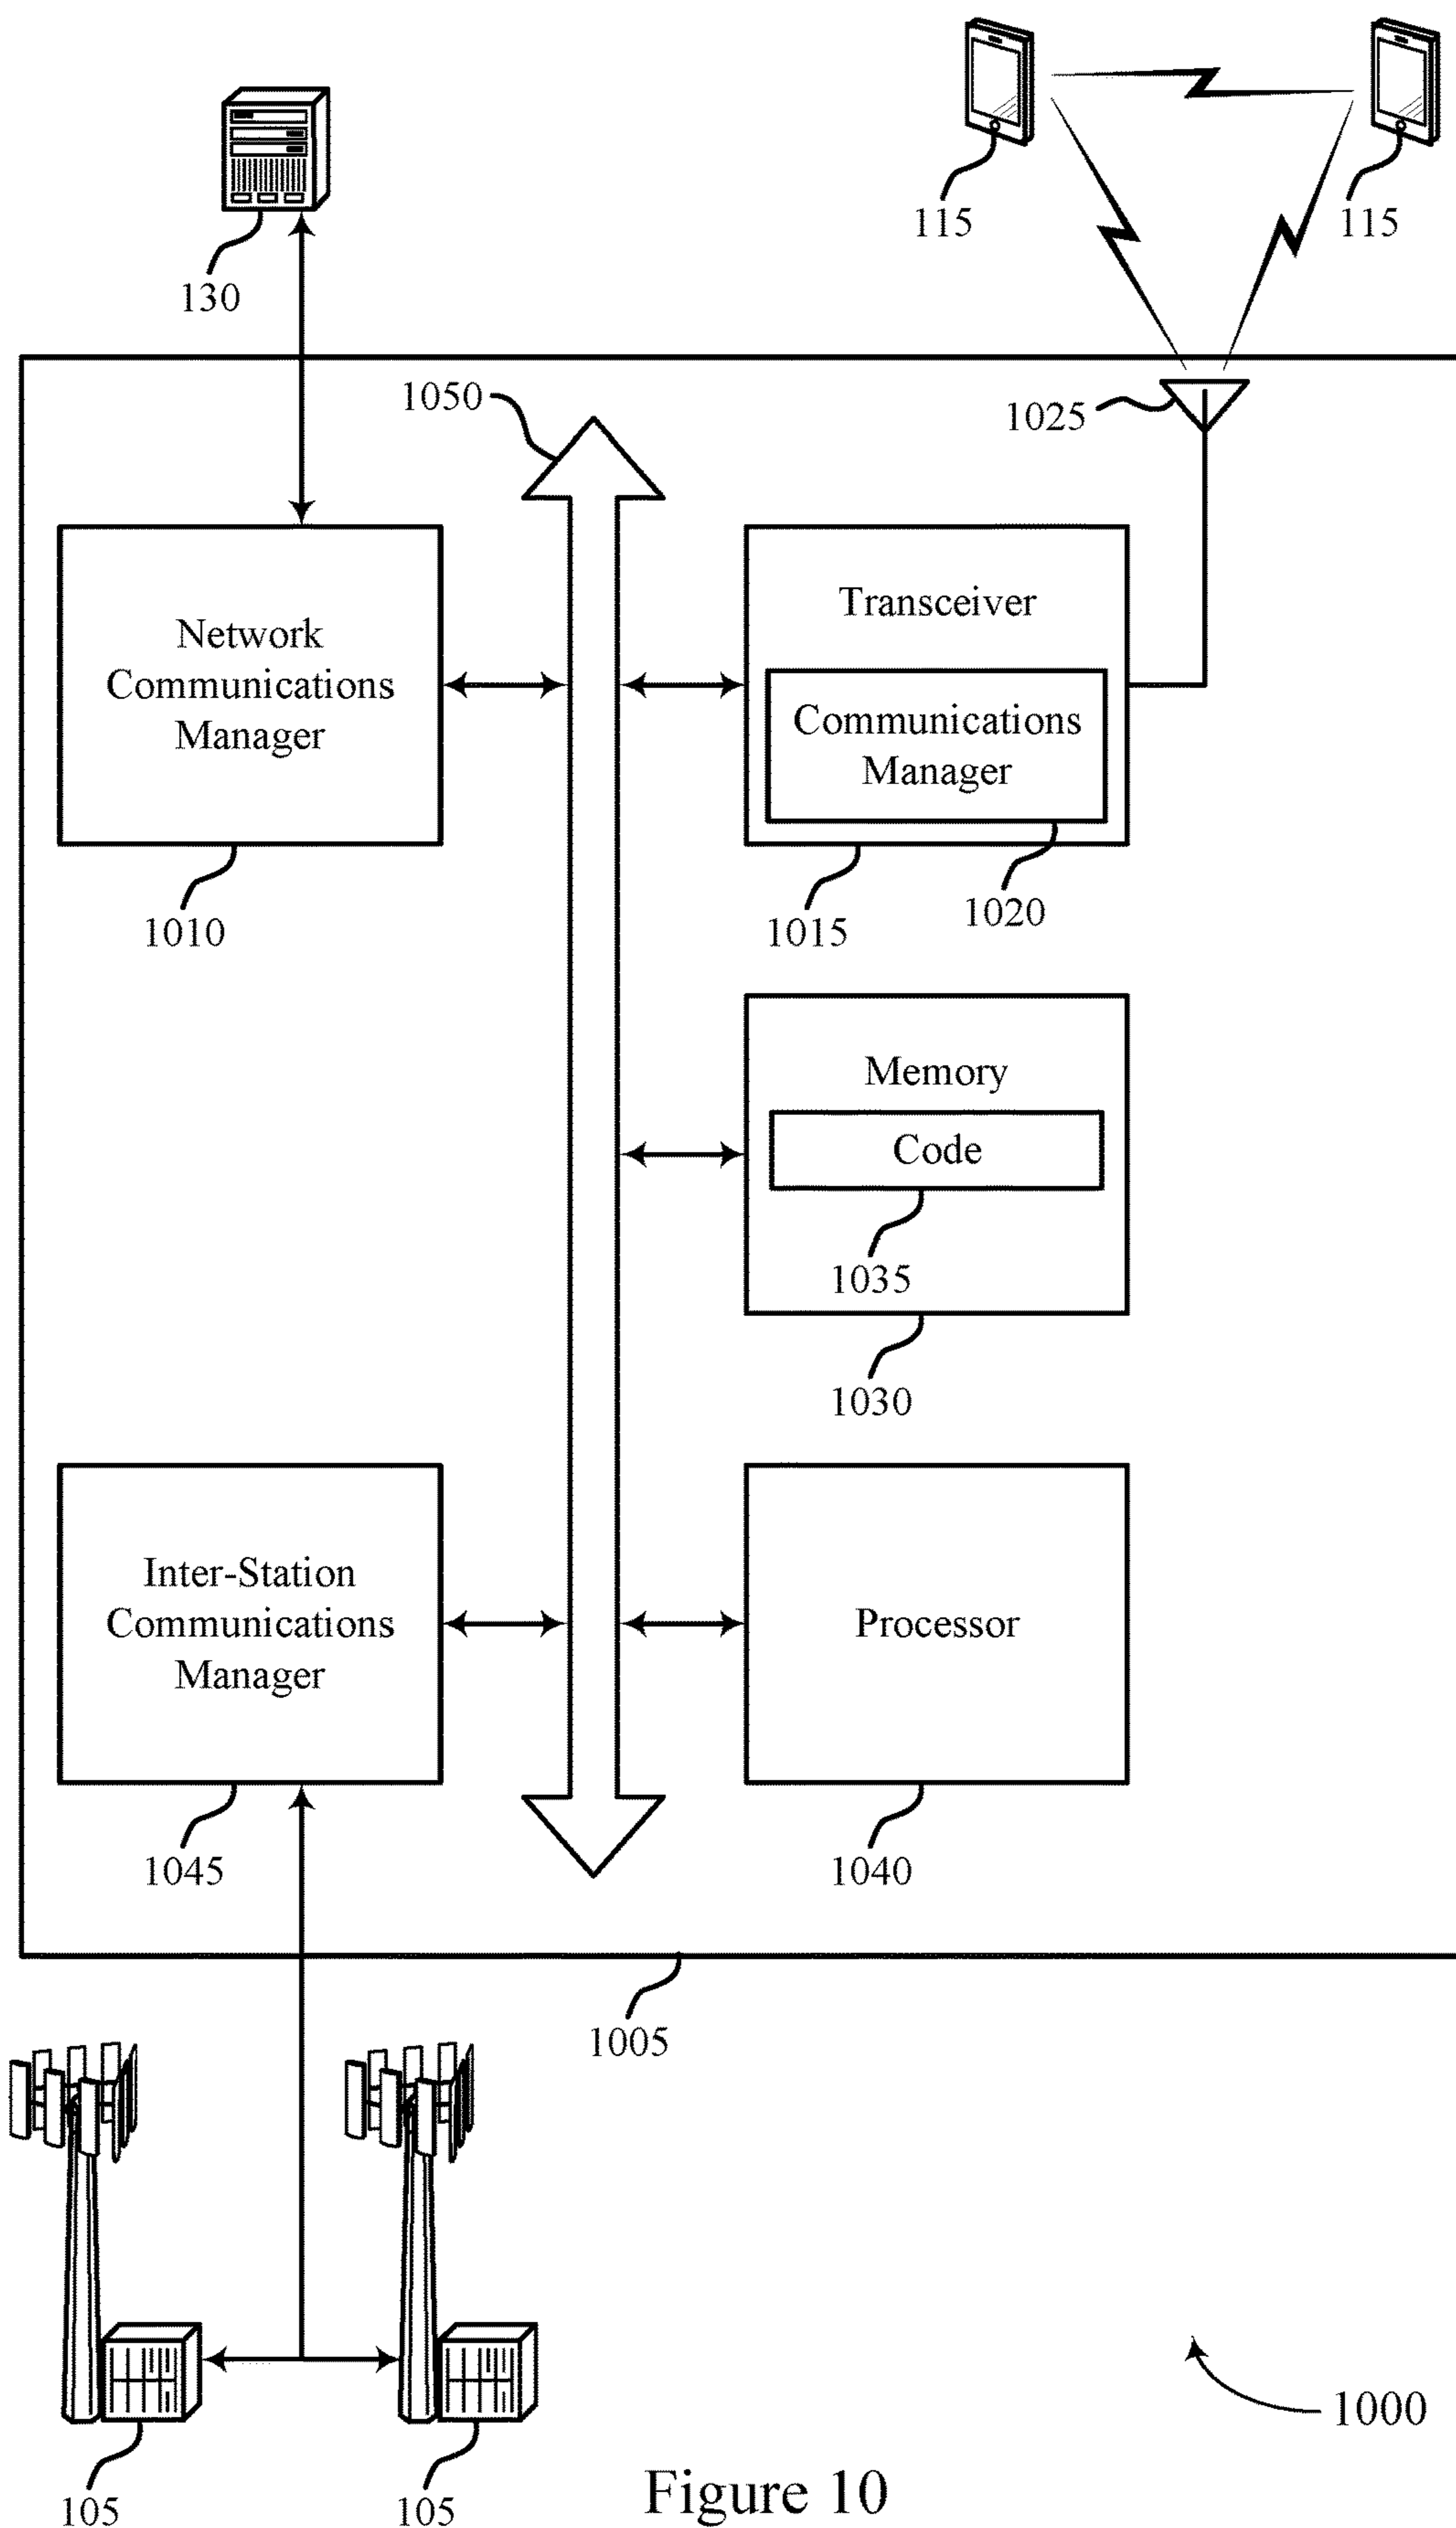 115
115
130
1050
1025
Network
Communications
Manager
Transceiver
Communications
Manager
1010
1015
1020
Memory
Code
1035
1030
Inter-Station
Communications
Manager
Processor
1045
1040
1005
105
105
1000
Figure 10